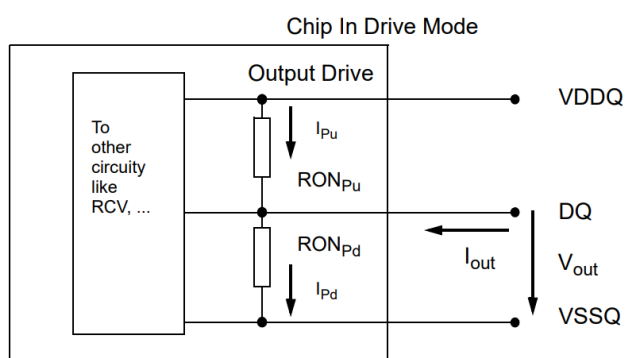 Chip In Drive Mode
Output Drive
VDDQ
To
other
circuity
like
RCV, ...
IPu
RONPu
DQ
RONPd
Iout
Vout
IPd
VSSQ